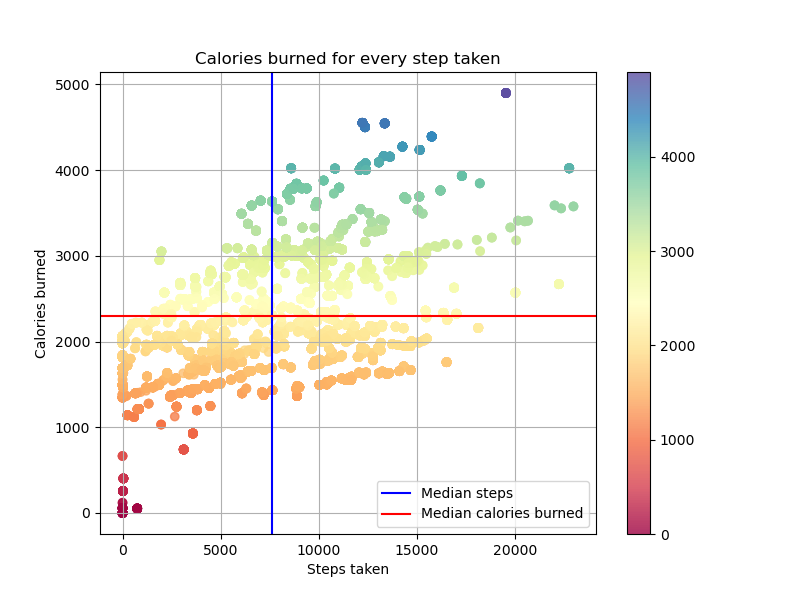 Calories burned for every step taken
5000
4000
3000
2000
1000
0
Calories burned
0 5000 10000 15000 20000
Steps taken
Median steps
Median calories burned
4000
3000
2000
1000
0